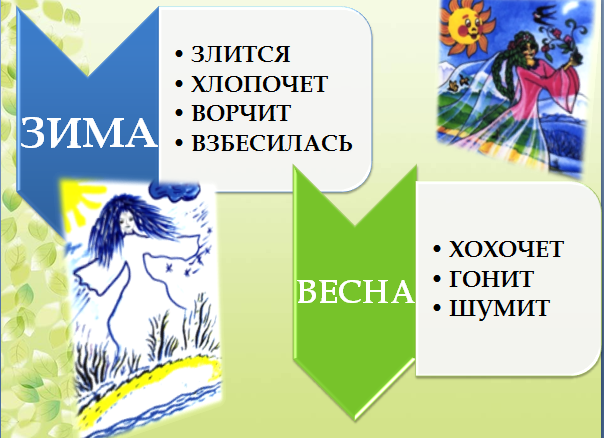 ЗИМА
• ЗЛИТСЯ
• ХЛОПОЧЕТ
• ВОРЧИТ
• ВЗБЕСИЛАСЬ
ВЕСНА
• ХОХОЧЕТ
• ГОНИТ
• ШУМИТ